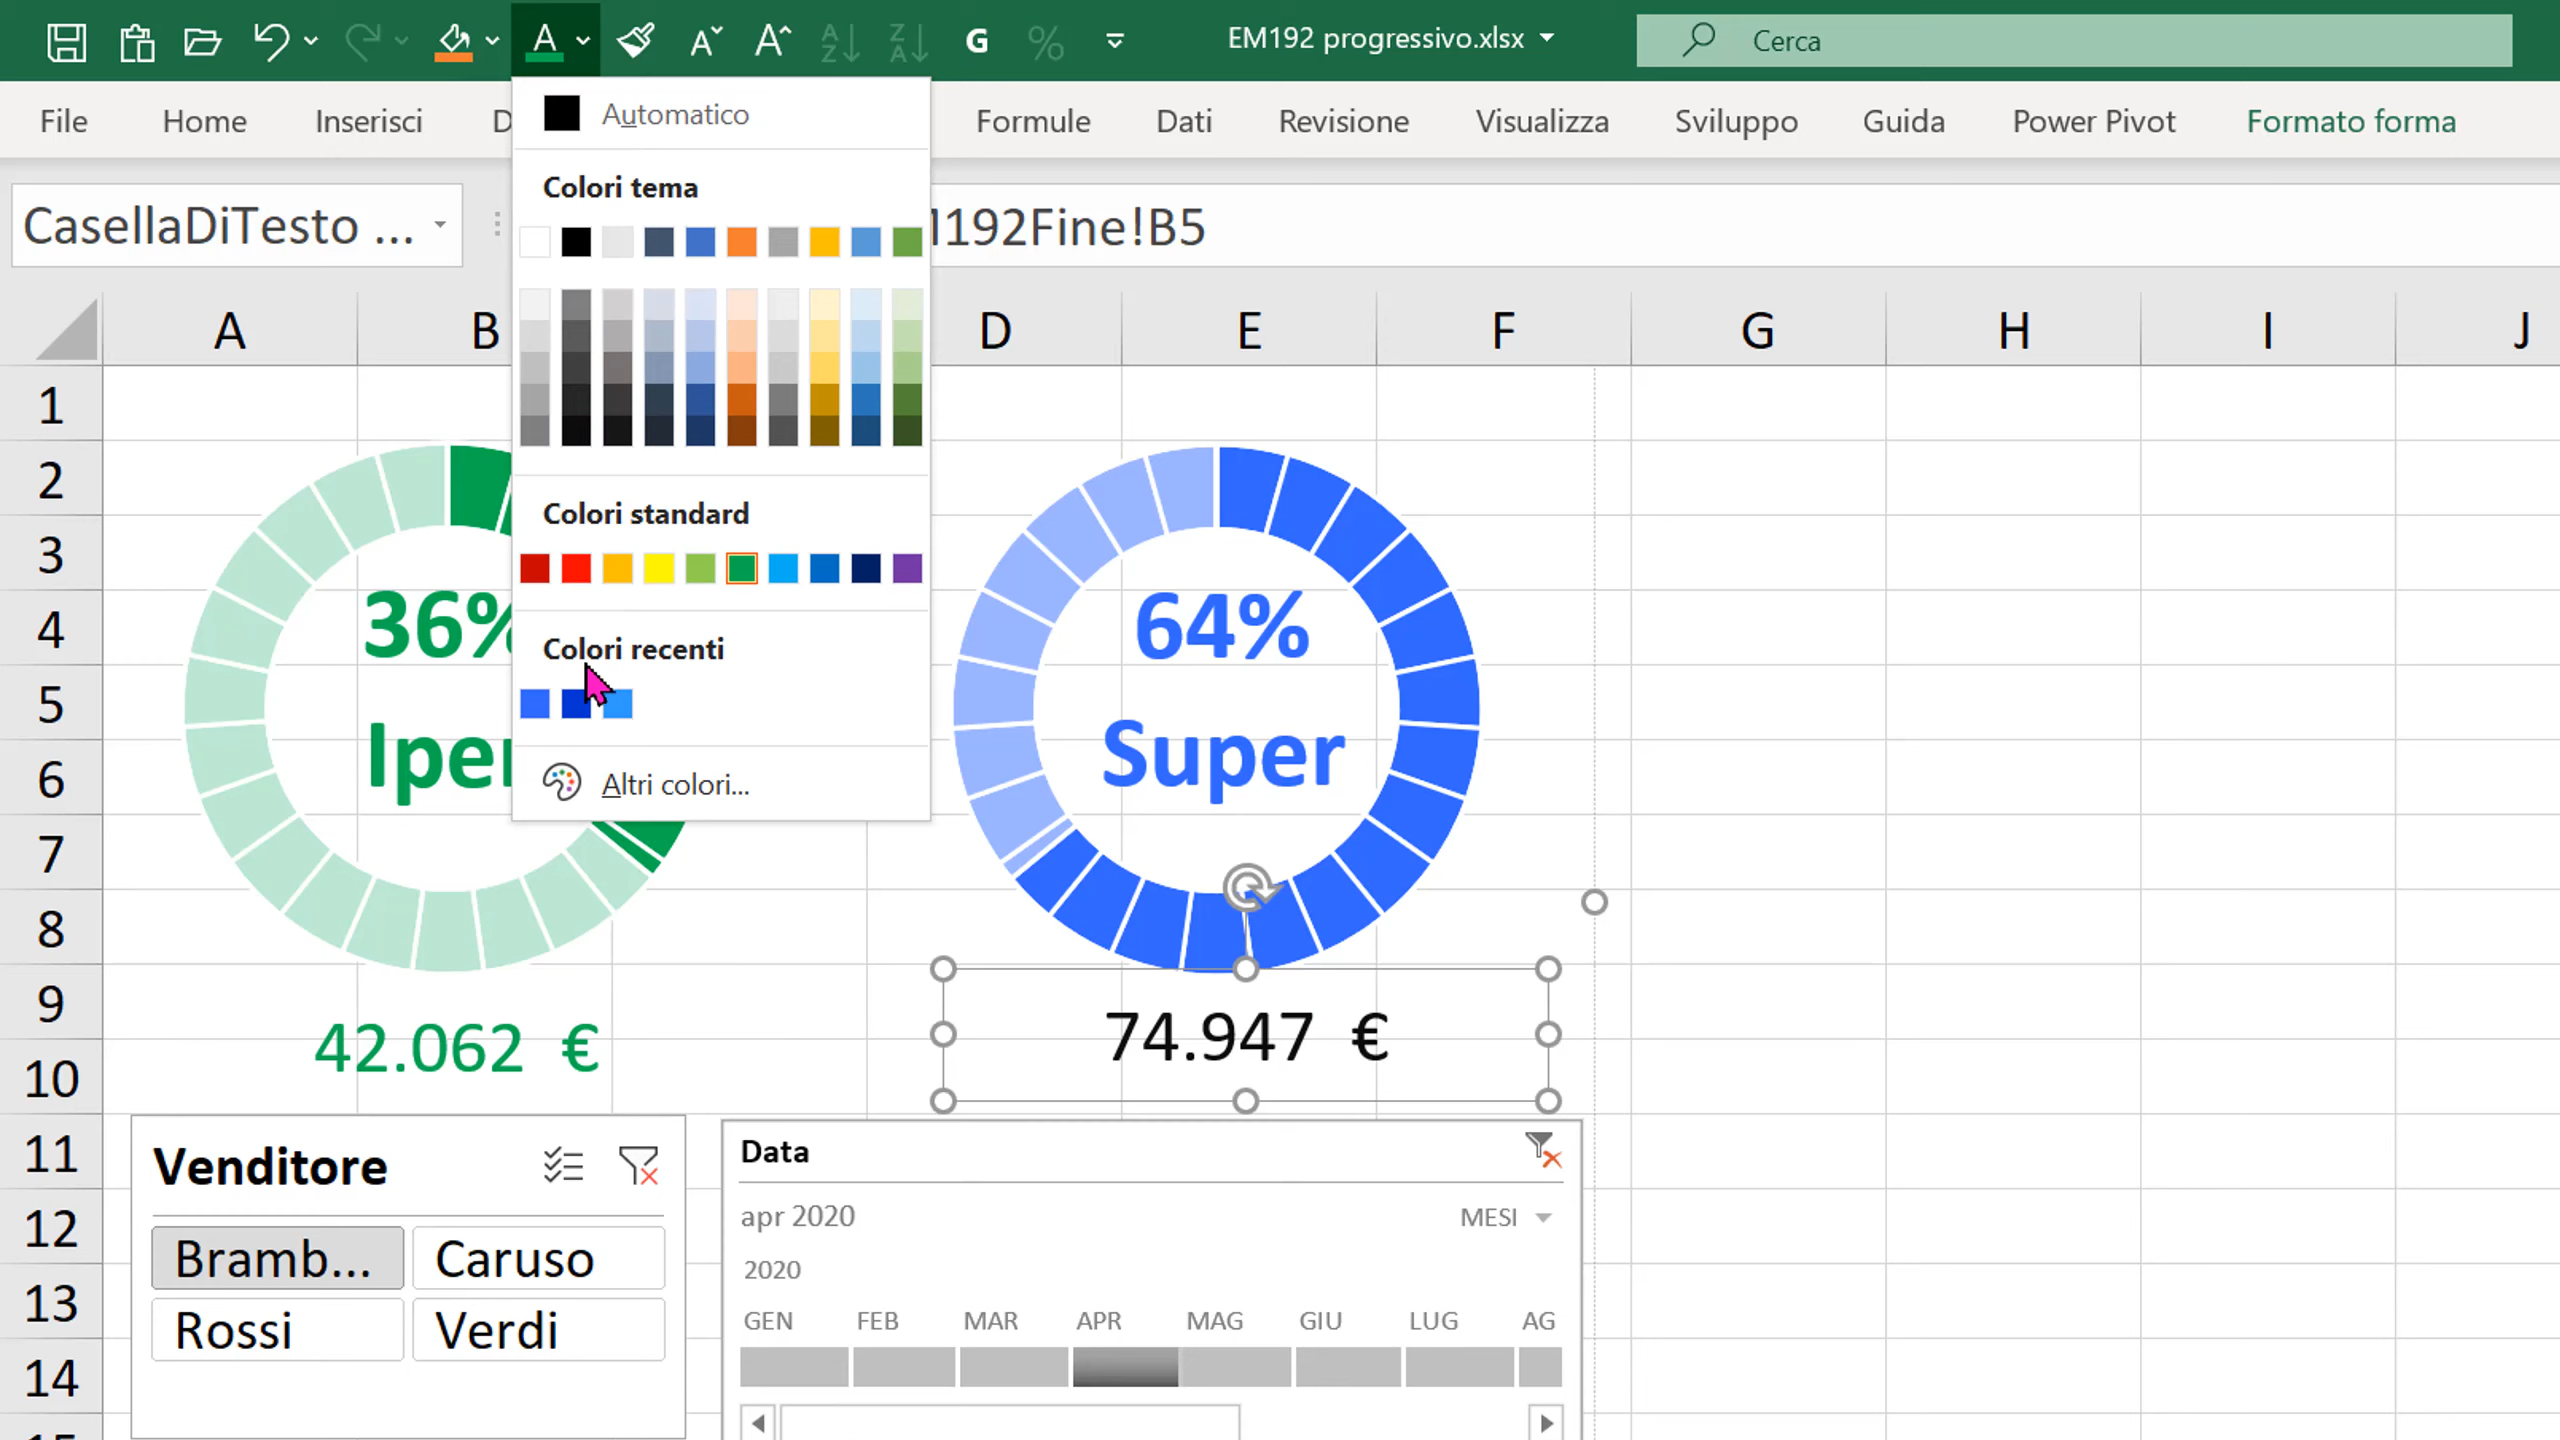 EM192 progressivo.xlsx
Cerca
File Home Inserisci D Formule Dati Revisione Visualizza Sviluppo Guida Power Pivot Formato forma
Automatico
Colori tema
Colori standard
Colori recenti
Altri colori...
CasellaDiTesto ...
192Fine!B5
A B D E F G H I J
1
2
3
4
5
6
7
8
9
10
11
12
13
14
15
36%
Iper
64%
Super
42.062 €
74.947 €
Venditore
Bramb... Caruso
Rossi Verdi
Data
apr 2020 MESI
2020
GEN FEB MAR APR MAG GIU LUG AG